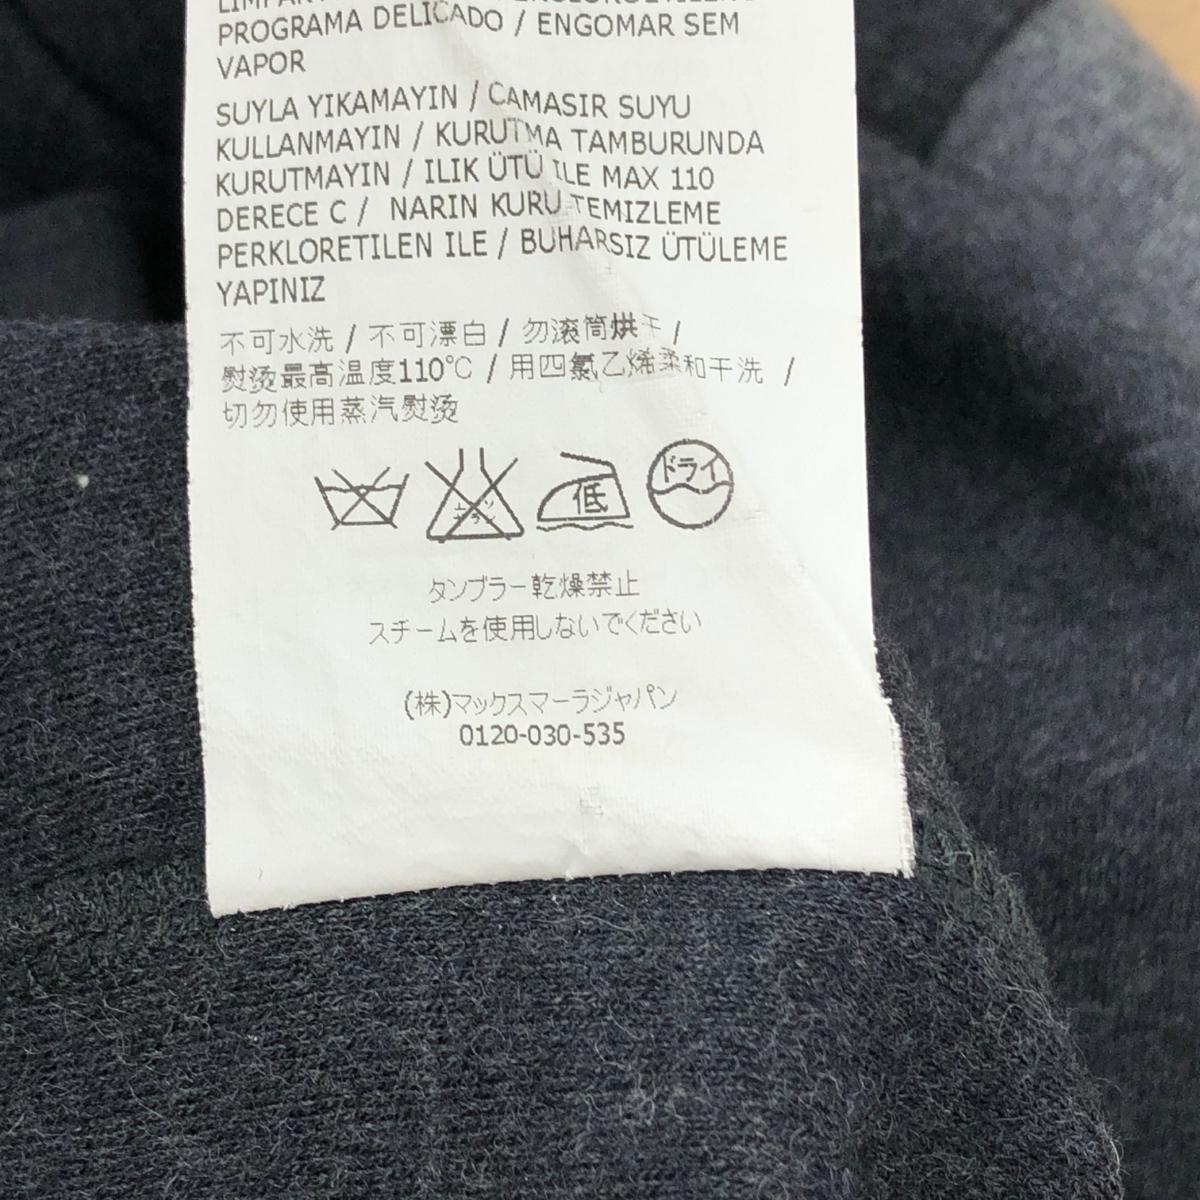 PROGRAMA DELICADO / ENGOMAR SEM
VAPOR
SUYLA YIKAMAYIN / CAMASIR SUYU
KULLANMAYIN / KURUTMA TAMBURUNDA
KURUTMAYIN / ILIK ÜTÜ ILE MAX 110
DERECE C / NARIN KURU TEMIZLEME
PERKLORETILEN ILE / BUHARSIZ ÜTÜLEME
YAPINIZ
不可水洗 / 不可漂白 / 勿滚筒烘干 /
熨烫最高温度110℃ / 用四氯乙烯柔和干洗 /
切勿使用蒸汽熨烫
低 ドライ
タンブラー乾燥禁止
スチームを使用しないでください
(株)マックスマーラジャパン
0120-030-535